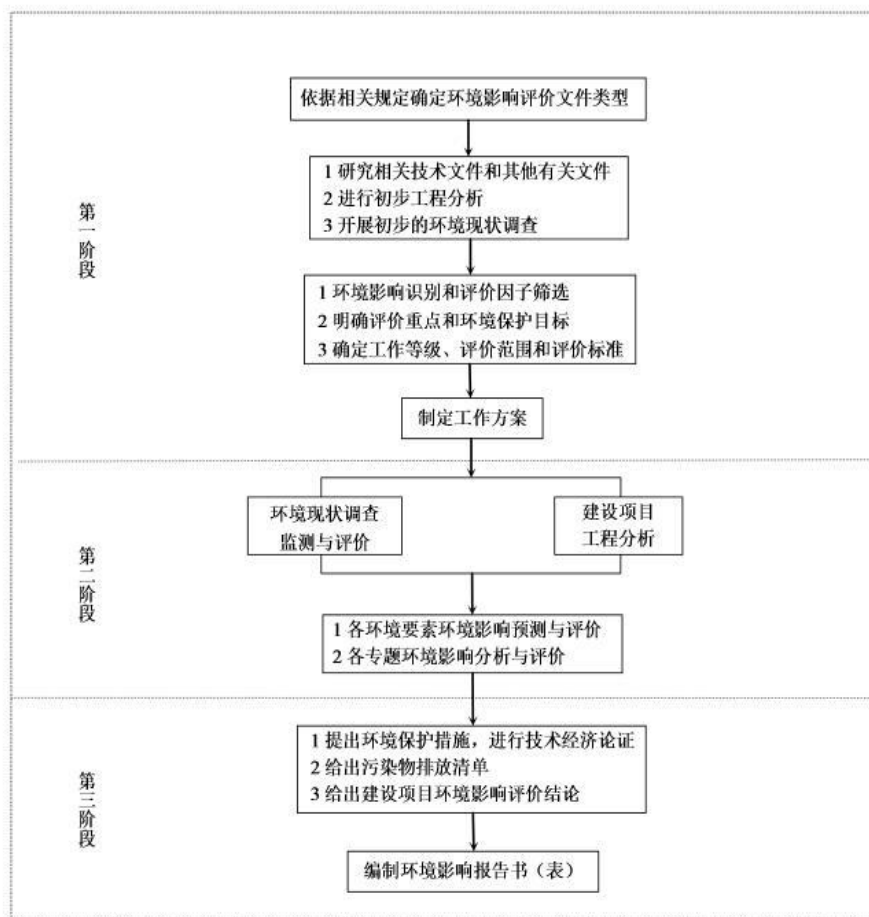 依据相关规定确定环境影响评价文件类型
1 研究相关技术文件和其他有关文件
2 进行初步工程分析
3 开展初步的环境现状调查
第一阶段
1 环境影响识别和评价因子筛选
2 明确评价重点和环境保护目标
3 确定工作等级、评价范围和评价标准
制定工作方案
第二阶段
环境现状调查
监测与评价
建设项目
工程分析
1 各环境要素环境影响预测与评价
2 各专题环境影响分析与评价
第三阶段
1 提出环境保护措施，进行技术经济论证
2 给出污染物排放清单
3 给出建设项目环境影响评价结论
编制环境影响报告书（表）